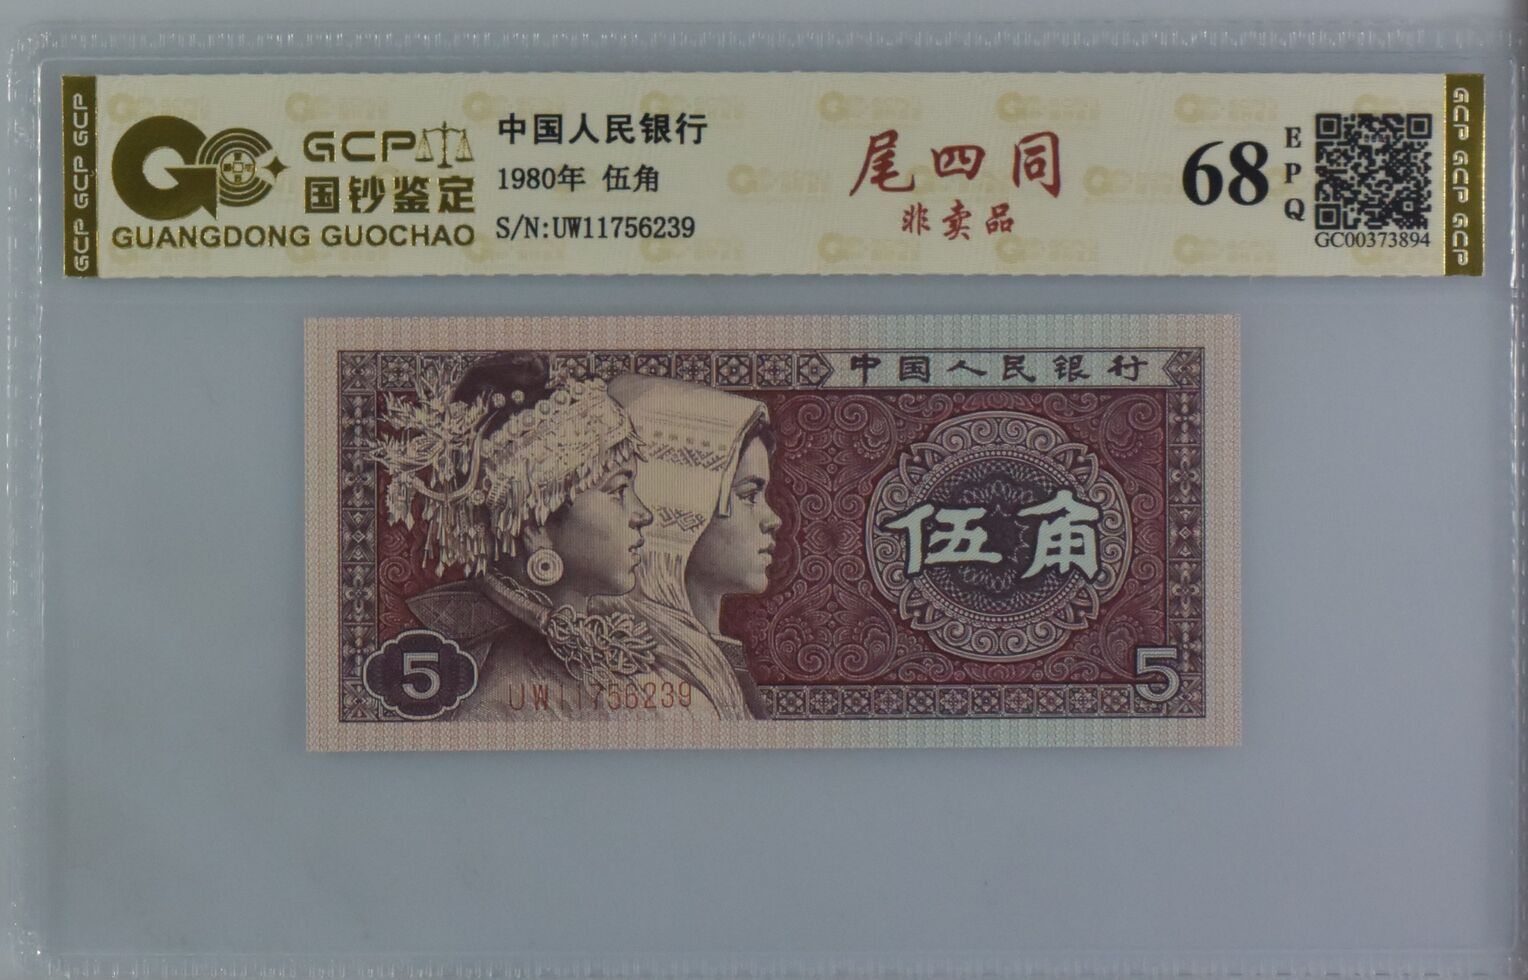 GCP GCP GCP
GCP
国钞鉴定
GUANGDONG GUOCHAO
中国人民银行
1980年 伍角
S/N:UW11756239
尾四同
非卖品
68
EPQ
GC00373894
GCP GCP GCP
中国人民银行
伍角
5
UW11756239
5